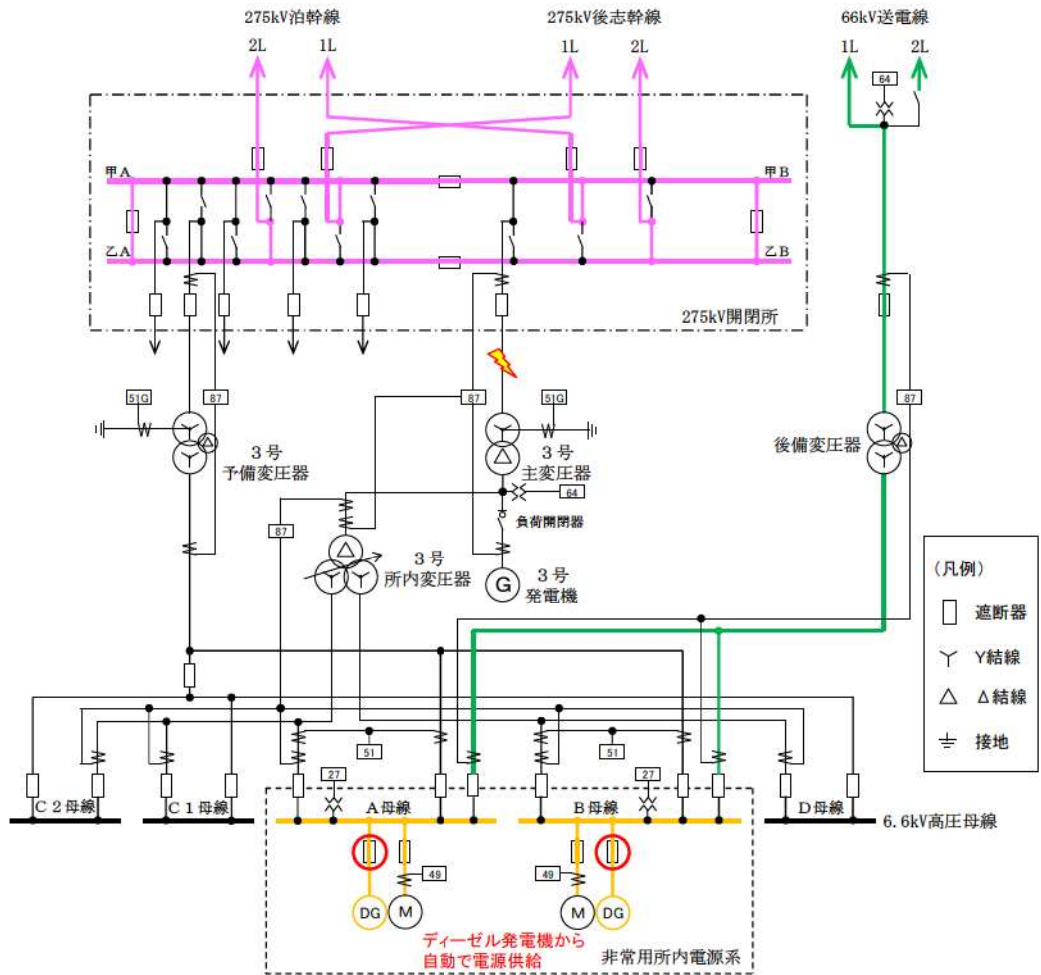 275kV泊幹線
275kV後志幹線
66kV送電線
2L
1L
1L
2L
1L
2L
64
甲A
甲B
乙A
乙B
275kV開閉所
51G
87
87
51G
87
3号
予備変圧器
3号
主変圧器
後備変圧器
64
87
負荷開閉器
3号
所内変圧器
G
3号
発電機
(凡例)
遮断器
Y結線
Δ結線
接地
51
51
27
27
C2母線
C1母線
A母線
B母線
D母線
6.6kV高圧母線
49
49
DG
M
M
DG
ディーゼル発電機から
自動で電源供給
非常用所内電源系